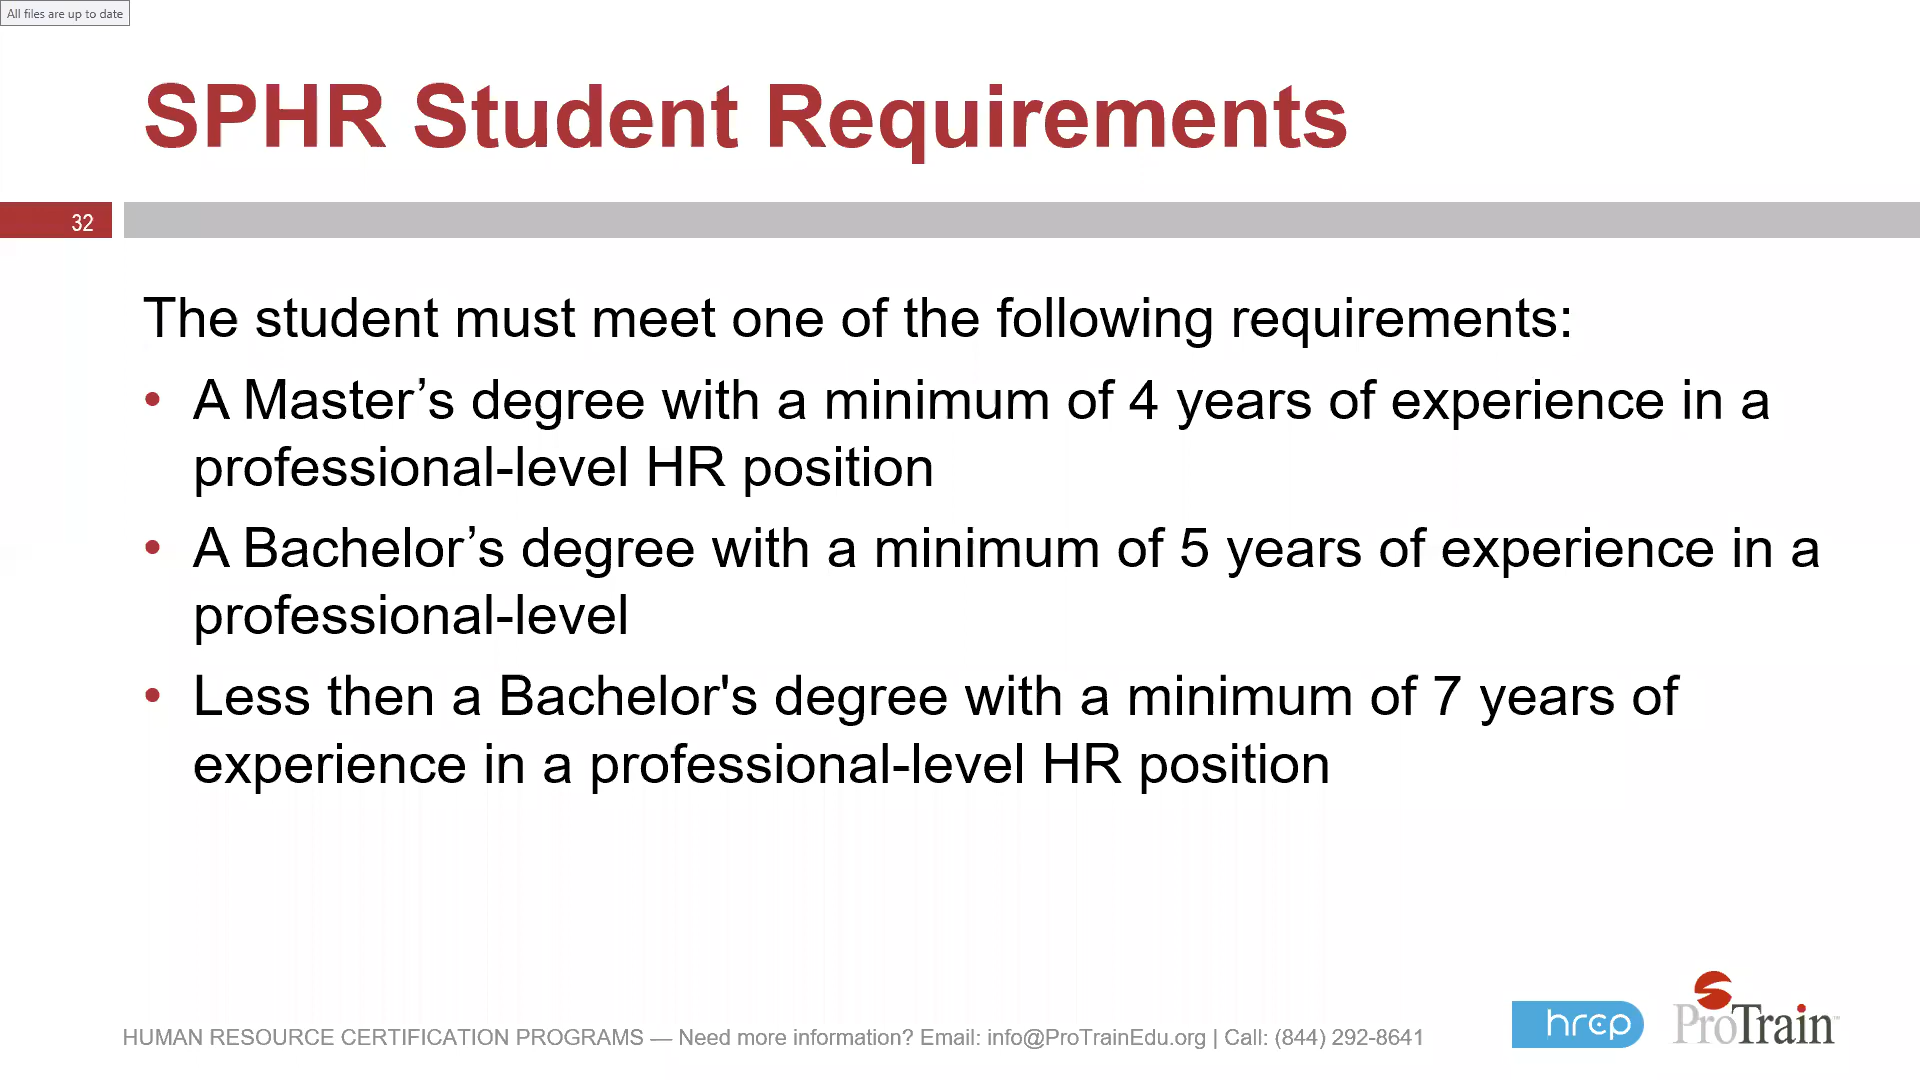 All files are up to date
SPHR Student Requirements
32
The student must meet one of the following requirements:
• A Master’s degree with a minimum of 4 years of experience in a
professional-level HR position
• A Bachelor’s degree with a minimum of 5 years of experience in a
professional-level
• Less then a Bachelor's degree with a minimum of 7 years of
experience in a professional-level HR position
HUMAN RESOURCE CERTIFICATION PROGRAMS — Need more information? Email: info@ProTrainEdu.org | Call: (844) 292-8641
hrcp
ProTrain™